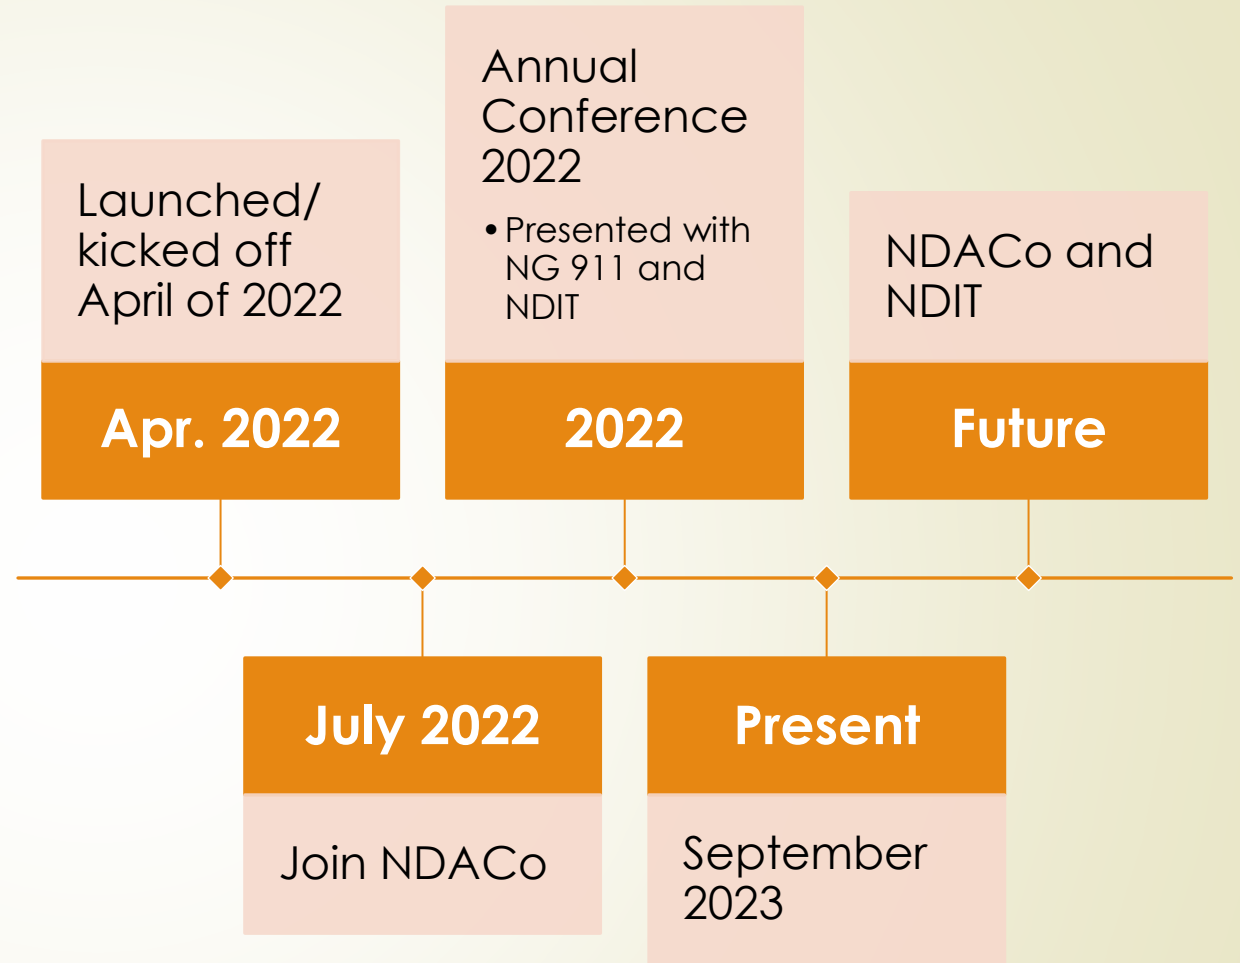 Launched/
kicked off
April of 2022
Apr. 2022
July 2022
Join NDACo
Annual
Conference
2022
• Presented with
NG 911 and
NDIT
2022
Present
September
2023
NDACo and
NDIT
Future